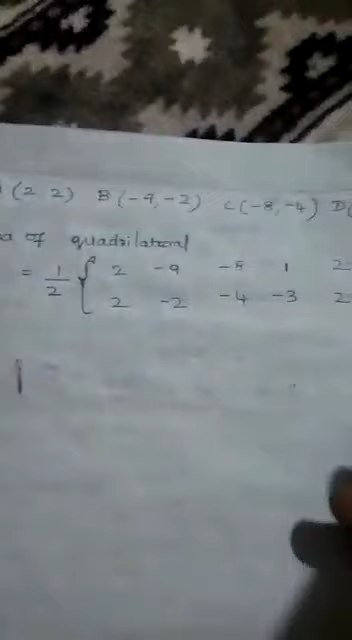 (2 2) B(-9,-2) C(-8,-4) D(
of quadrilateral
= 1/2 { 2 -9 -8 1 2
2 -2 -4 -3 2